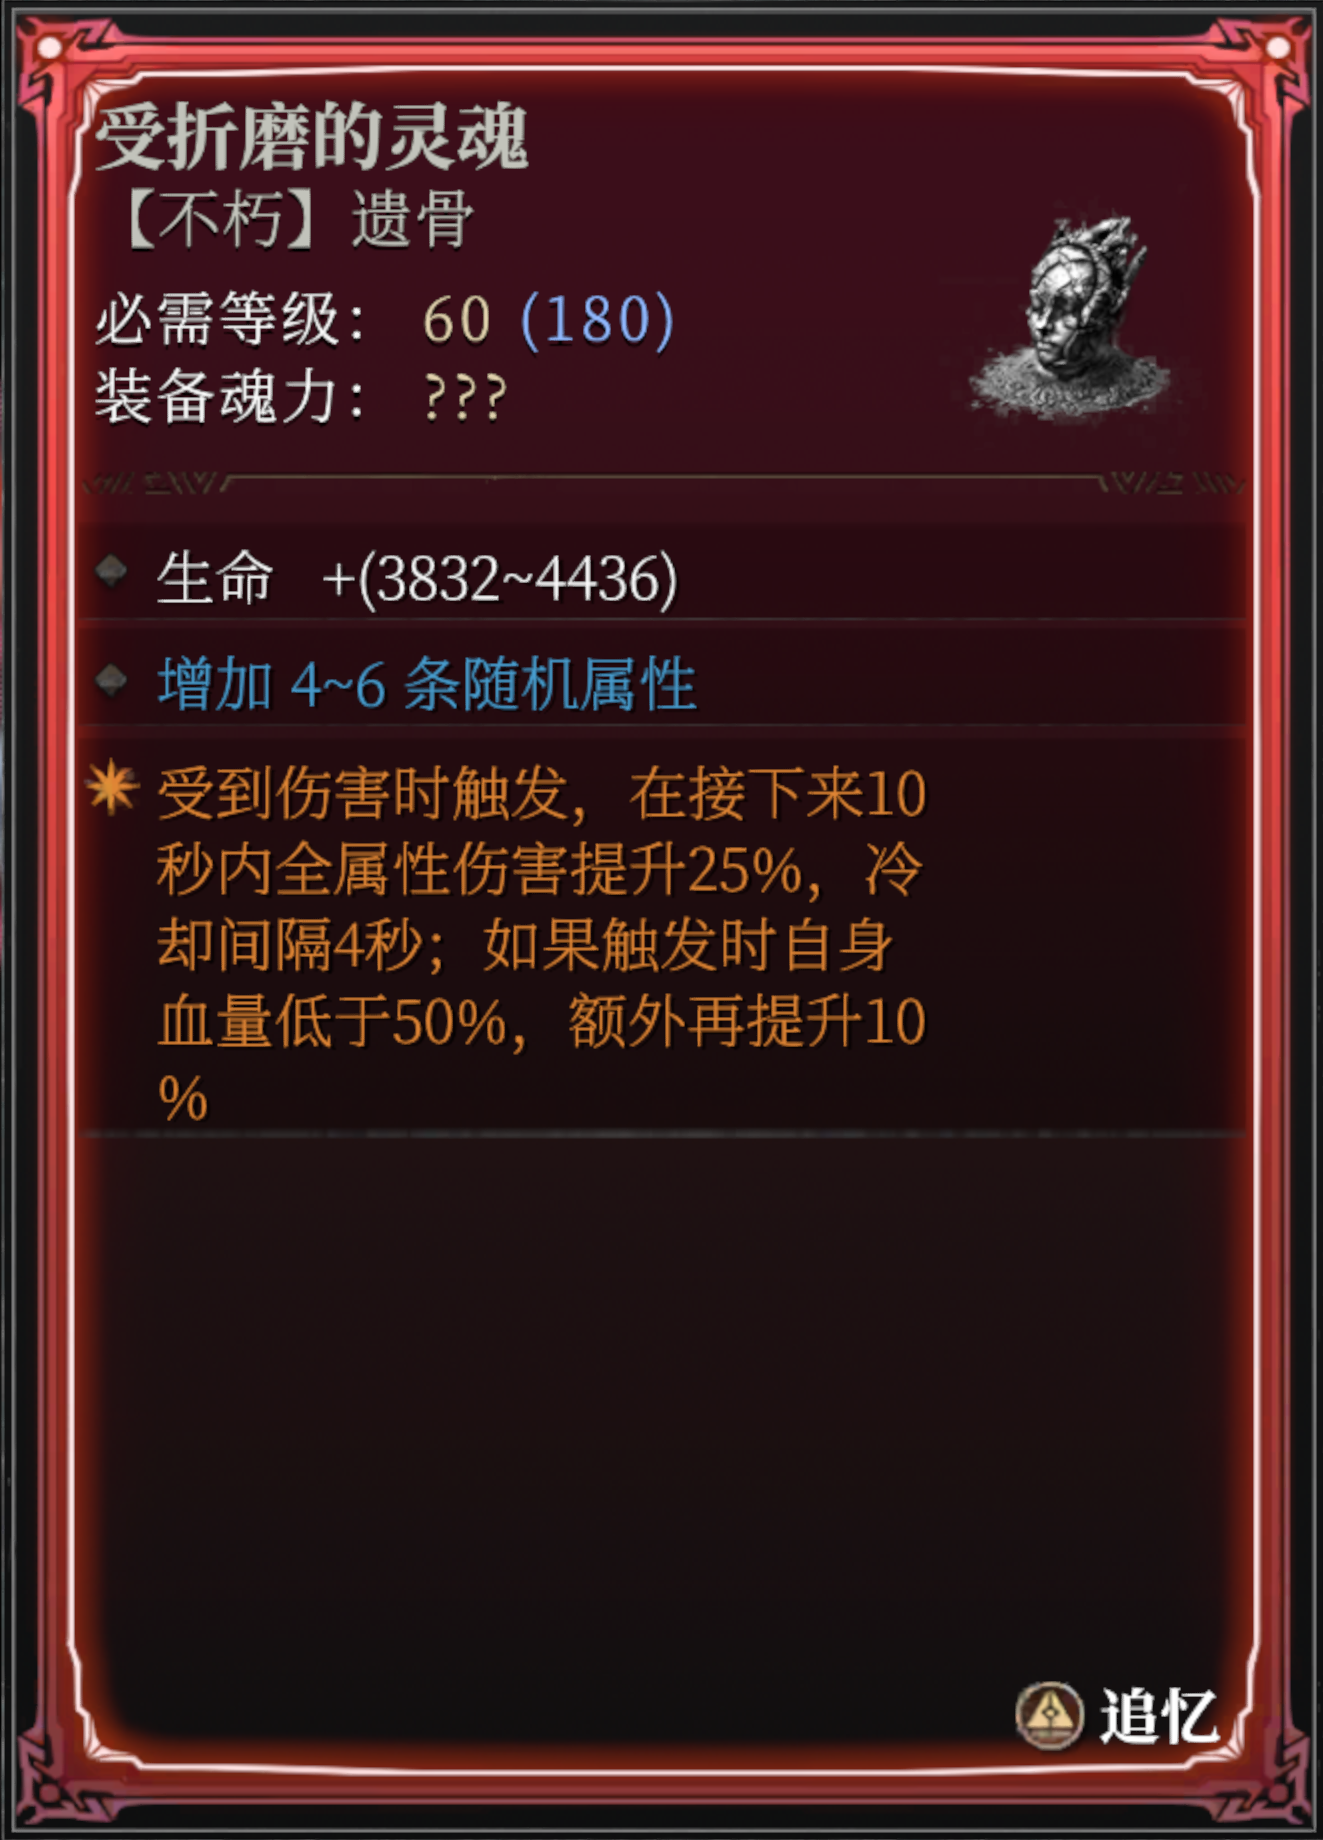 受折磨的灵魂
【不朽】遗骨
必需等级： 60 (180)
装备魂力： ???
生命 +(3832~4436)
增加 4~6 条随机属性
受到伤害时触发，在接下来10
秒内全属性伤害提升25%，冷
却间隔4秒；如果触发时自身
血量低于50%，额外再提升10
%
追忆